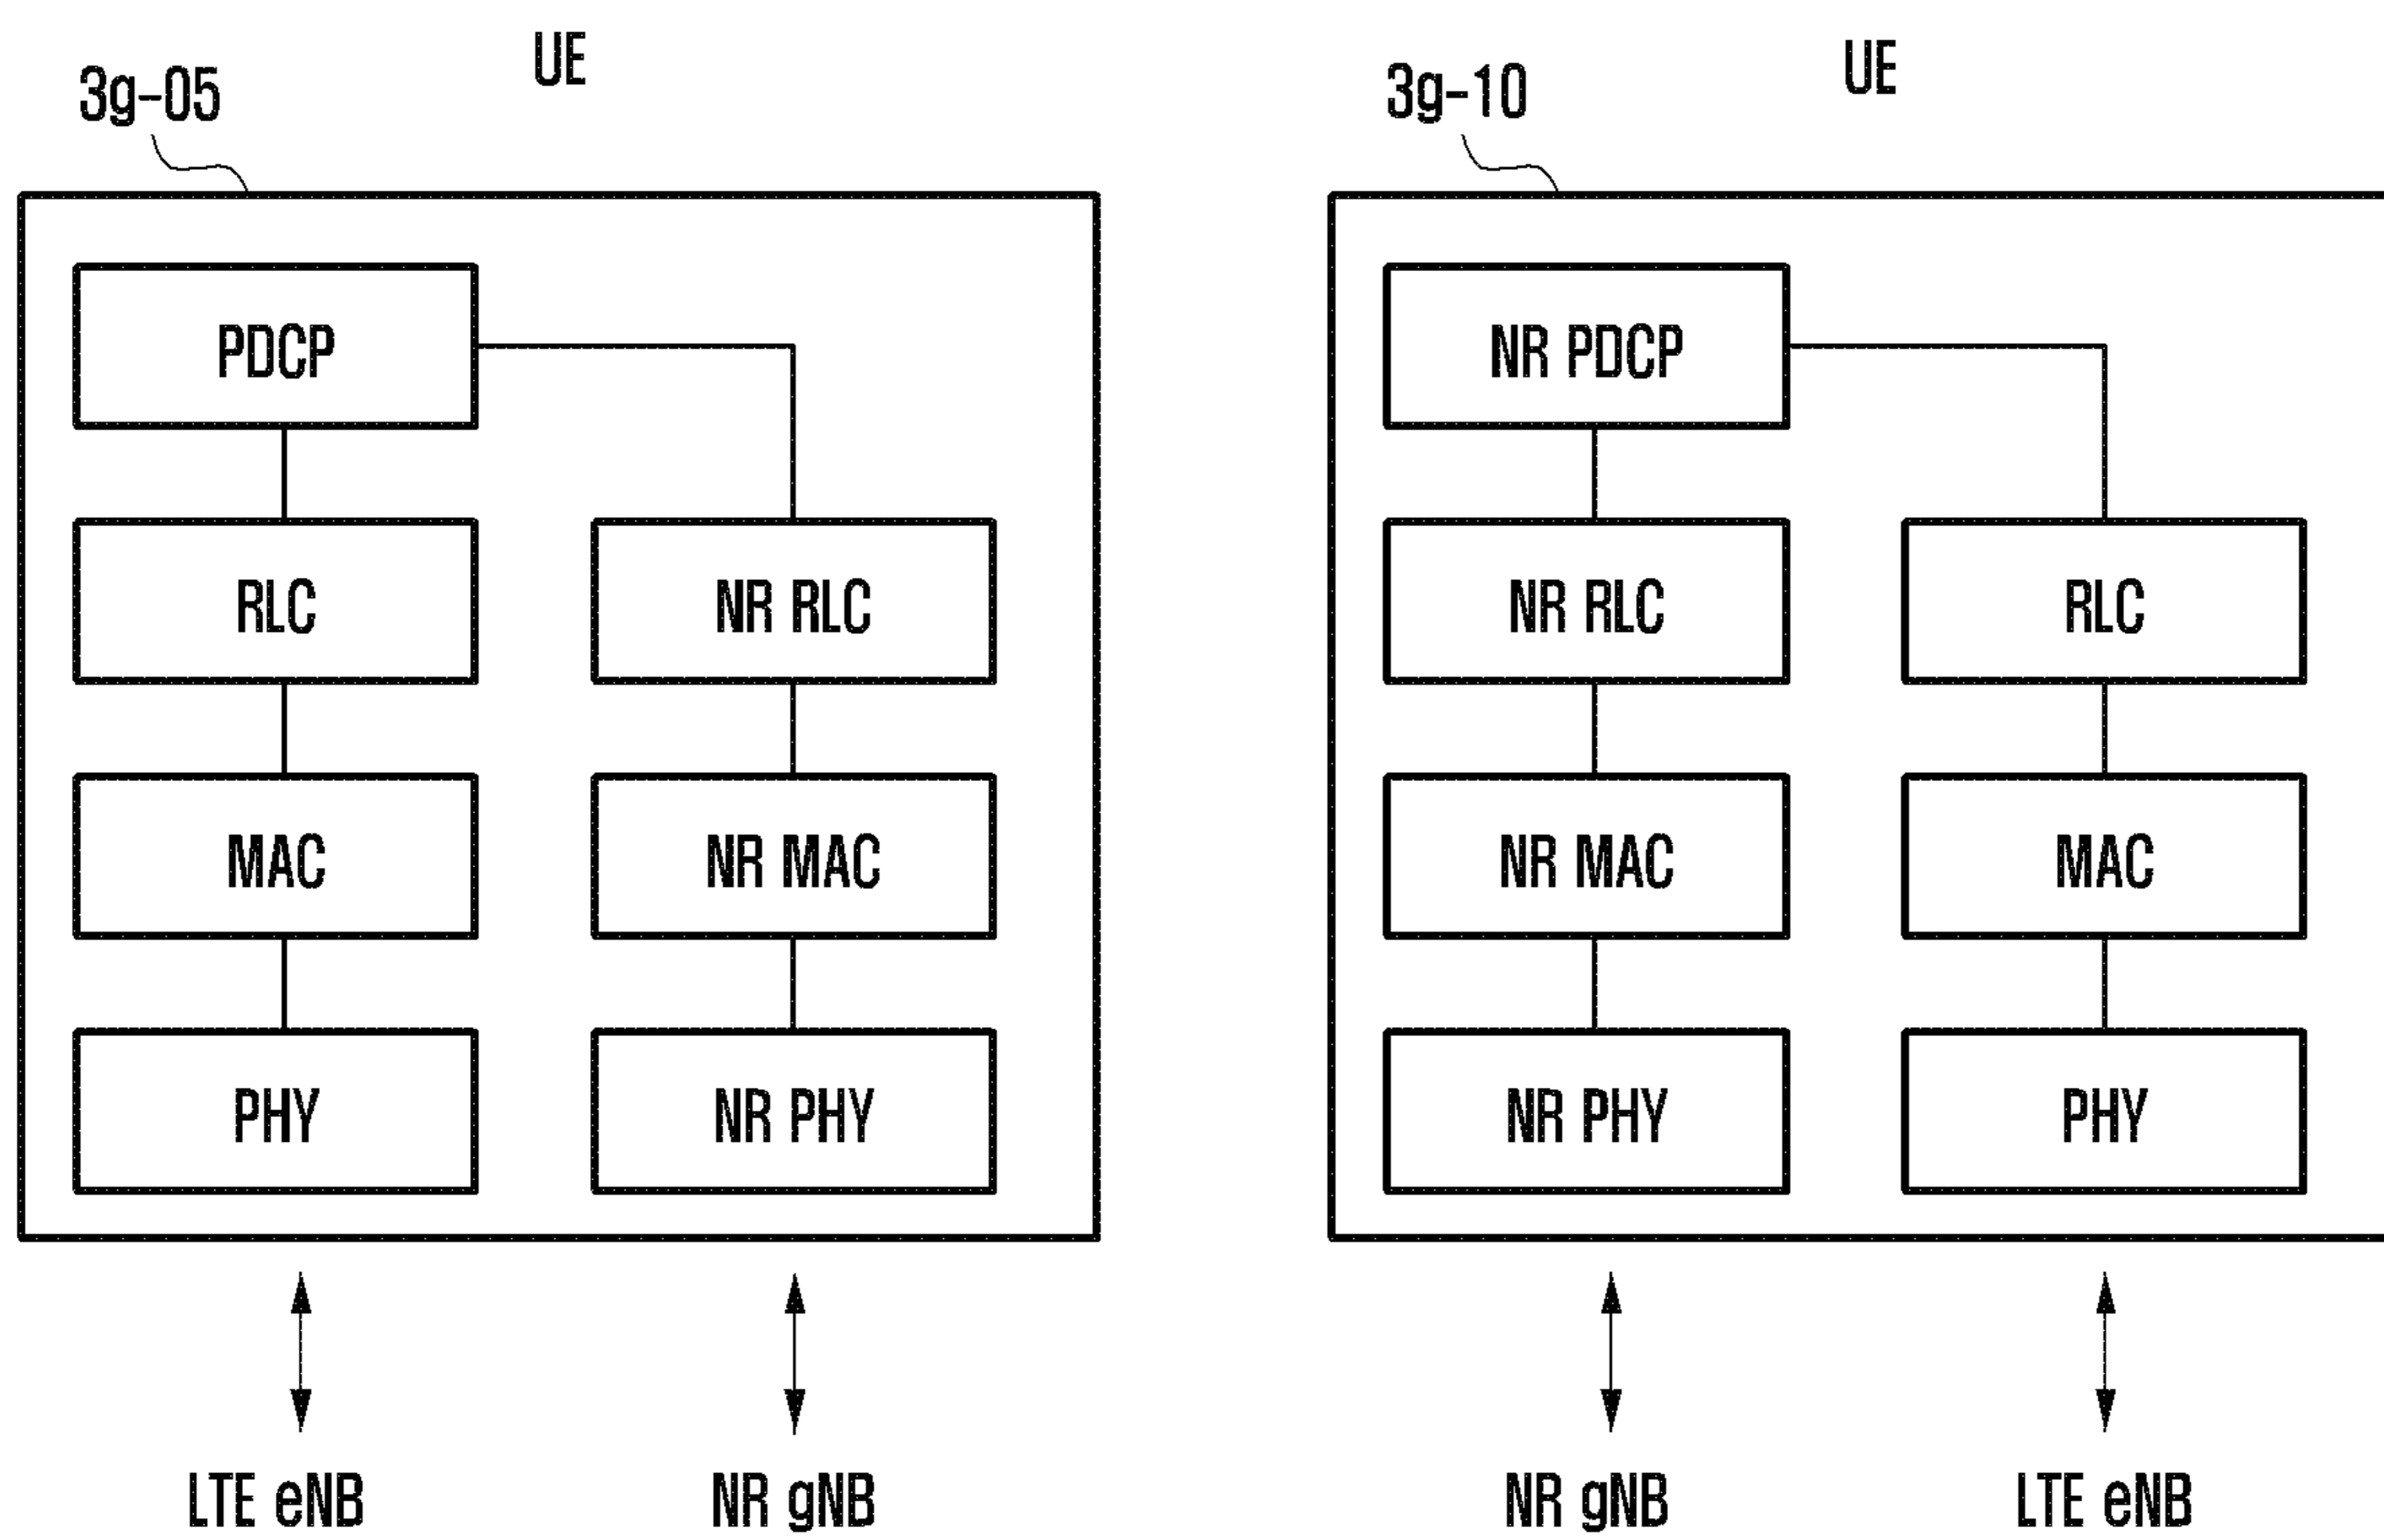 UE
3g-05
PDCP
RLC
NR RLC
MAC
NR MAC
PHY
NR PHY
LTE eNB
NR gNB
UE
3g-10
NR PDCP
NR RLC
RLC
NR MAC
MAC
NR PHY
PHY
NR gNB
LTE eNB